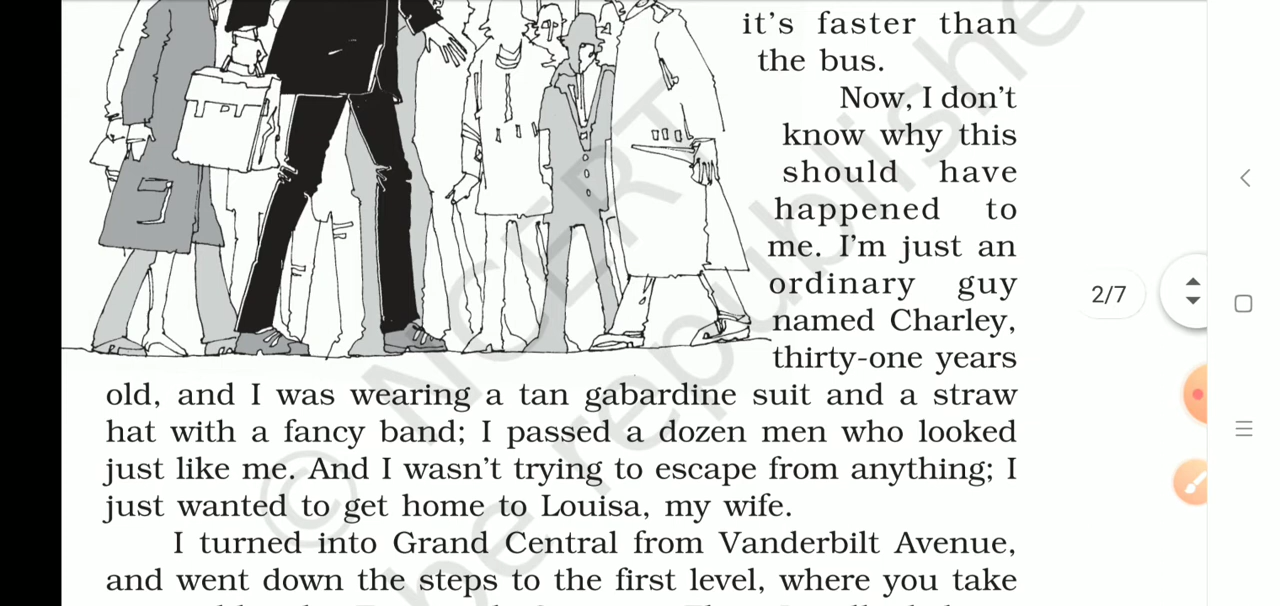 it's faster than
the bus.
Now, I don't
know why this
should have
happened to
me. I'm just an
ordinary guy
named Charley,
thirty-one years
old, and I was wearing a tan gabardine suit and a straw
hat with a fancy band; I passed a dozen men who looked
just like me. And I wasn't trying to escape from anything; I
just wanted to get home to Louisa, my wife.
I turned into Grand Central from Vanderbilt Avenue,
and went down the steps to the first level, where you take
2/7
© NCERT
be republishe